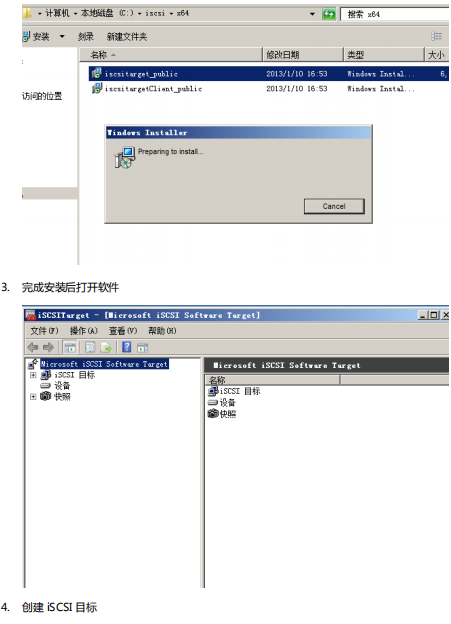 ▸ 计算机 ▸ 本地磁盘 (C:) ▸ iscsi ▸ x64
搜索 x64
安装 刻录 新建文件夹
名称 修改日期 类型 大小
iscsitarget_public 2013/1/10 16:53 Windows Instal... 6,
iscsitargetClient_public 2013/1/10 16:53 Windows Instal...
访问的位置
Windows Installer
Preparing to install...
Cancel
3. 完成安装后打开软件
iSCSITarget - [Microsoft iSCSI Software Target]
文件(F) 操作(A) 查看(V) 帮助(H)
Microsoft iSCSI Software Target
iSCSI 目标
设备
快照
Microsoft iSCSI Software Target
名称
iSCSI 目标
设备
快照
4. 创建 iSCSI 目标